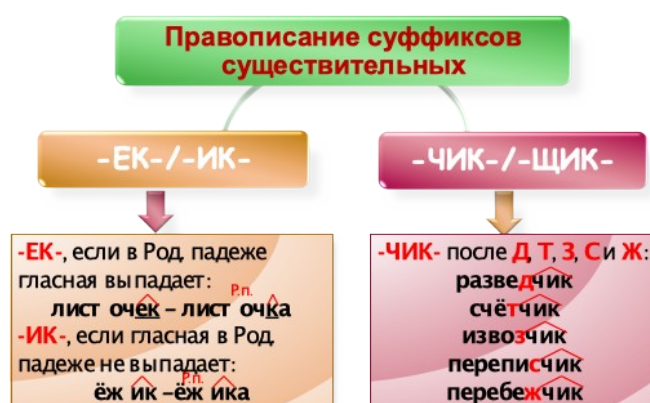 Правописание суффиксов
существительных
-ЕК-/-ИК-
-ЧИК-/-ЩИК-
-ЕК-, если в Род. падеже
гласная выпадает:
Р.п.
листочек – листочка
-ИК-, если гласная в Род.
падеже не выпадает:
Р.п.
ёжик –ёжика
-ЧИК- после Д, Т, З, С и Ж:
разведчик
счётчик
извозчик
переписчик
перебежчик